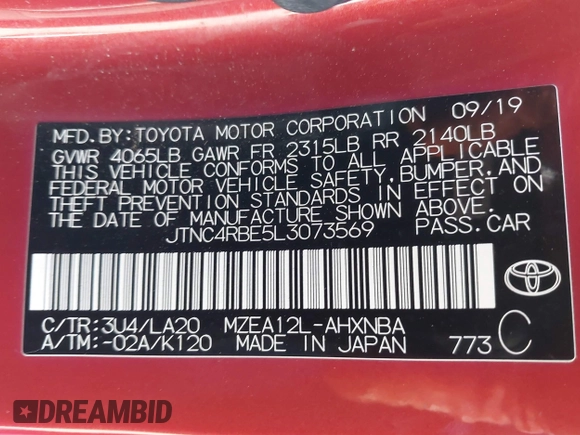 MFD.BY:TOYOTA MOTOR CORPORATION 09/19
GVWR 4065LB GAWR FR 2315LB RR 2140LB
THIS VEHICLE CONFORMS TO ALL APPLICABLE
FEDERAL MOTOR VEHICLE SAFETY,BUMPER,AND
THEFT PREVENTION STANDARDS IN EFFECT ON
THE DATE OF MANUFACTURE SHOWN ABOVE.
JTNC4RBE5L3073569 PASS.CAR
TOYOTA
C/TR:3U4/LA20 MZEA12L-AHXNBA
A/TM:-02A/K120 MADE IN JAPAN 773 C
DREAMBID